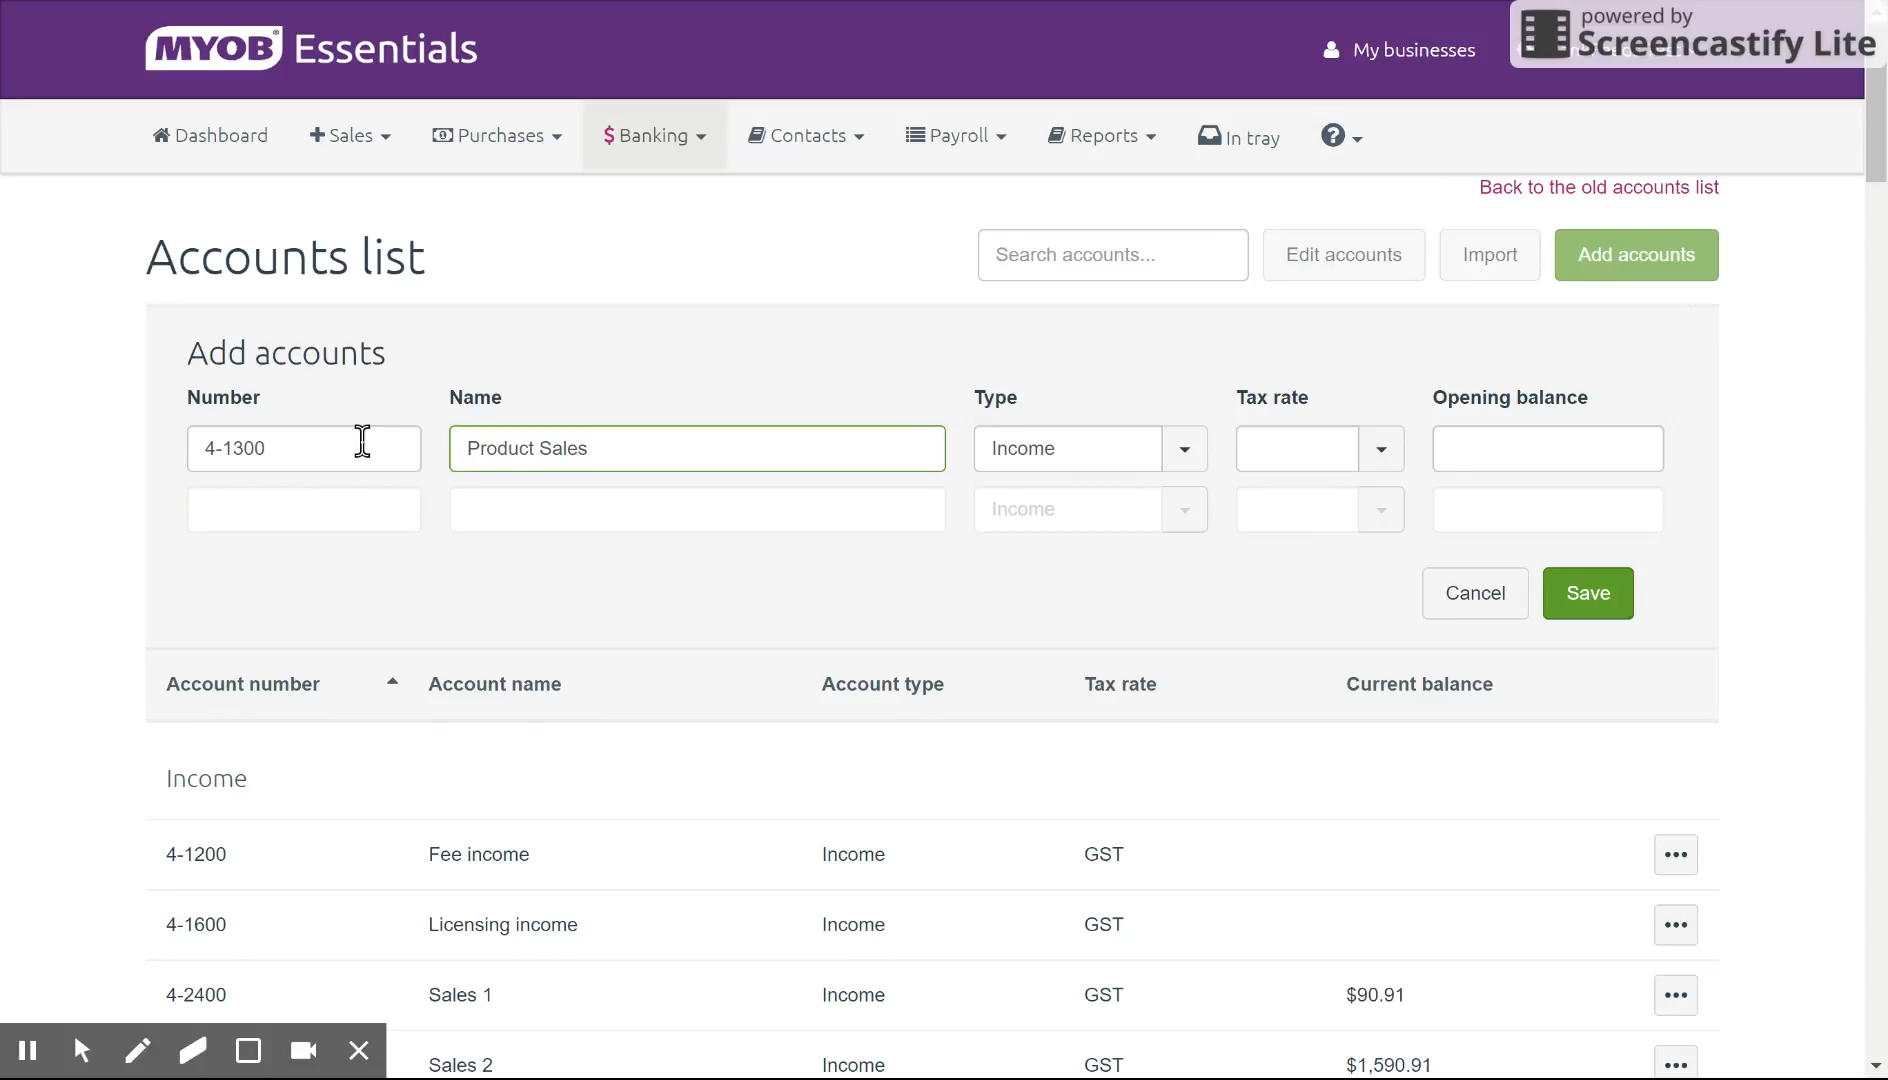 MYOB Essentials
My businesses
powered by
Screencastify Lite
Dashboard Sales Purchases $ Banking Contacts Payroll Reports In tray ?
Back to the old accounts list
Accounts list
Search accounts... Edit accounts Import Add accounts
Add accounts
Number Name Type Tax rate Opening balance
4-1300 Product Sales Income
Income
Cancel Save
Account number Account name Account type Tax rate Current balance
Income
4-1200 Fee income Income GST
4-1600 Licensing income Income GST
4-2400 Sales 1 Income GST $90.91
Sales 2 Income GST $1,590.91